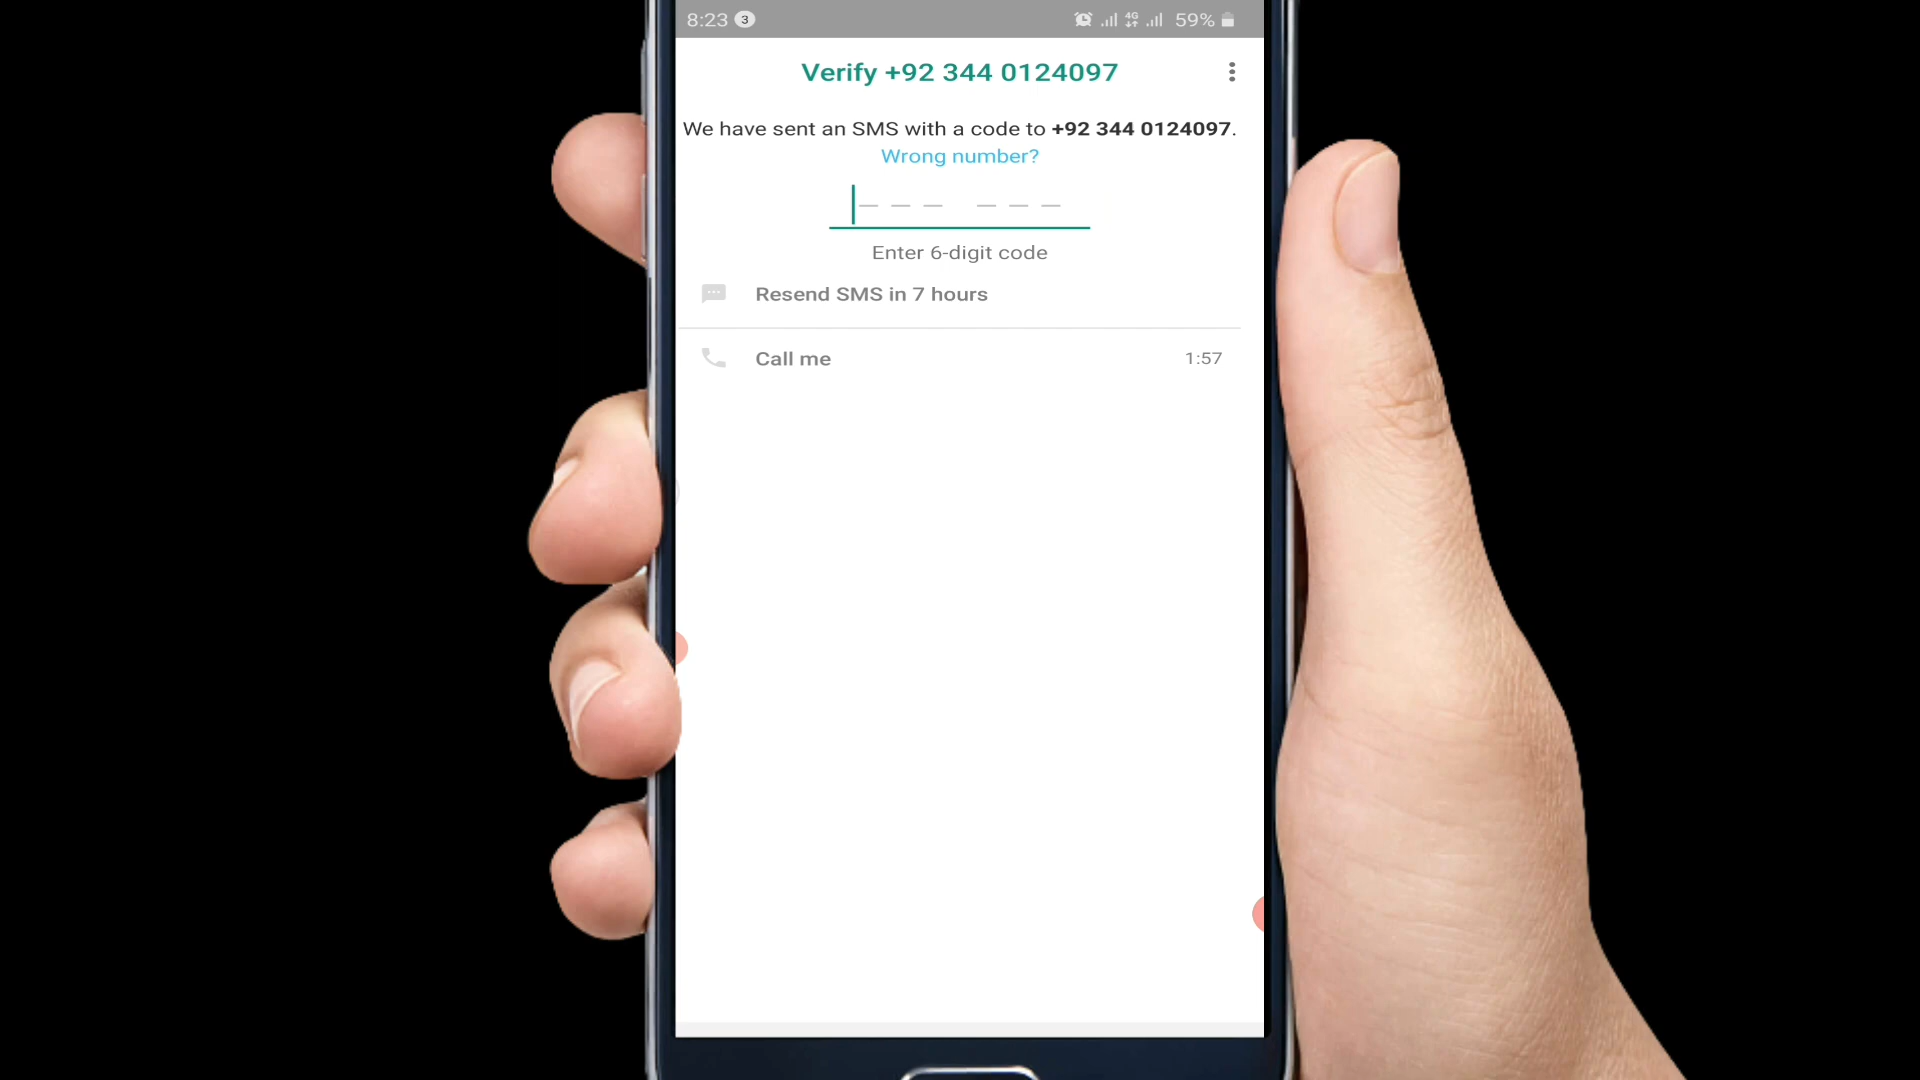 8:23 3 4G 59%
Verify +92 344 0124097
We have sent an SMS with a code to +92 344 0124097.
Wrong number?
Enter 6-digit code
Resend SMS in 7 hours
Call me 1:57